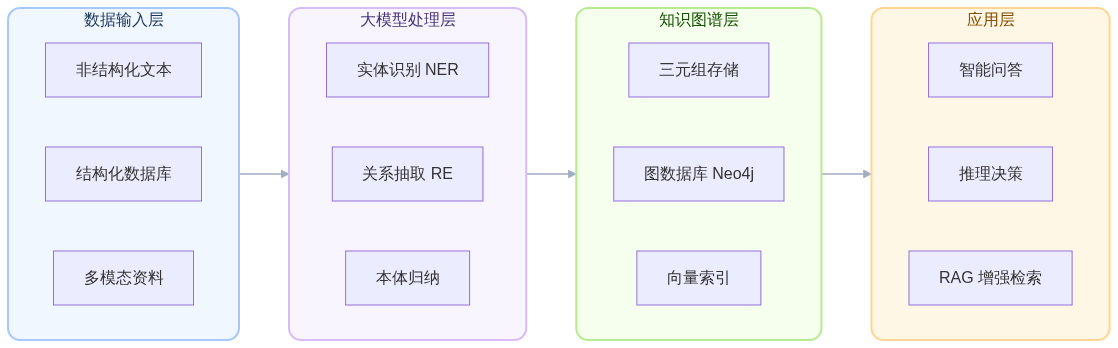 数据输入层
非结构化文本
结构化数据库
多模态资料
大模型处理层
实体识别 NER
关系抽取 RE
本体归纳
知识图谱层
三元组存储
图数据库 Neo4j
向量索引
应用层
智能问答
推理决策
RAG 增强检索